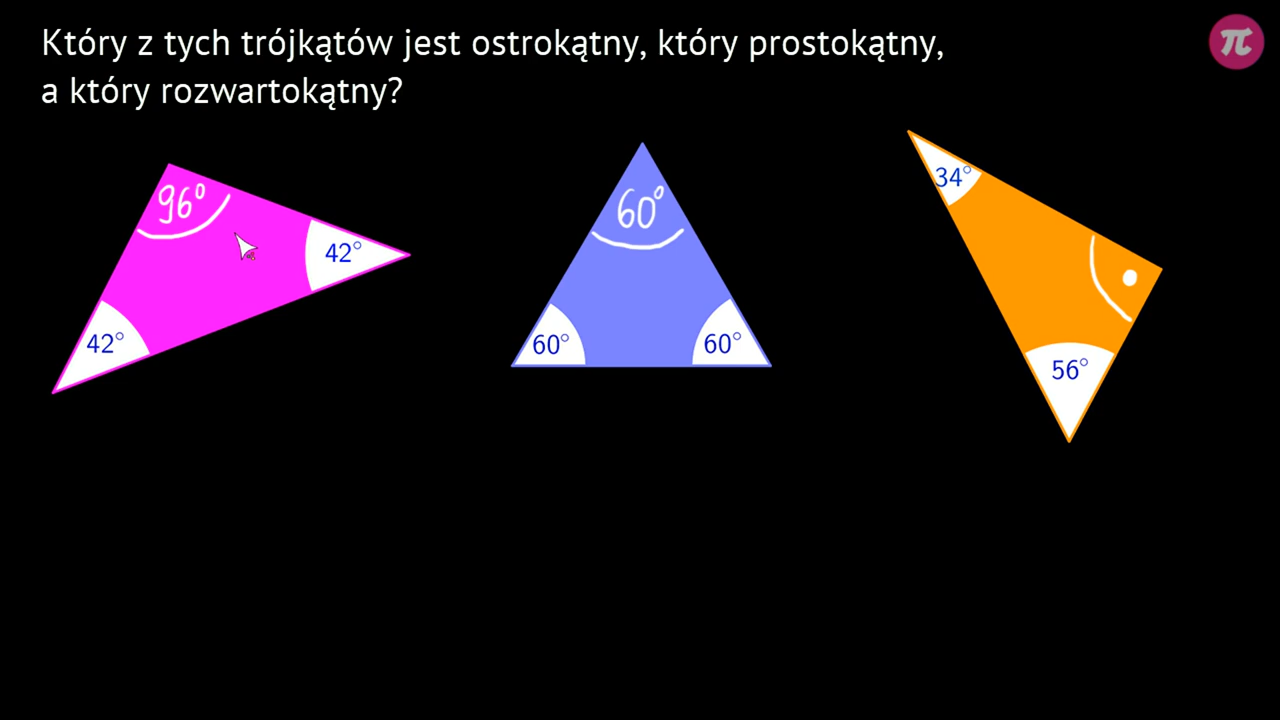 Który z tych trójkątów jest ostrokątny, który prostokątny,
a który rozwartokątny?
π
96°
42°
42°
60°
60°
60°
34°
56°